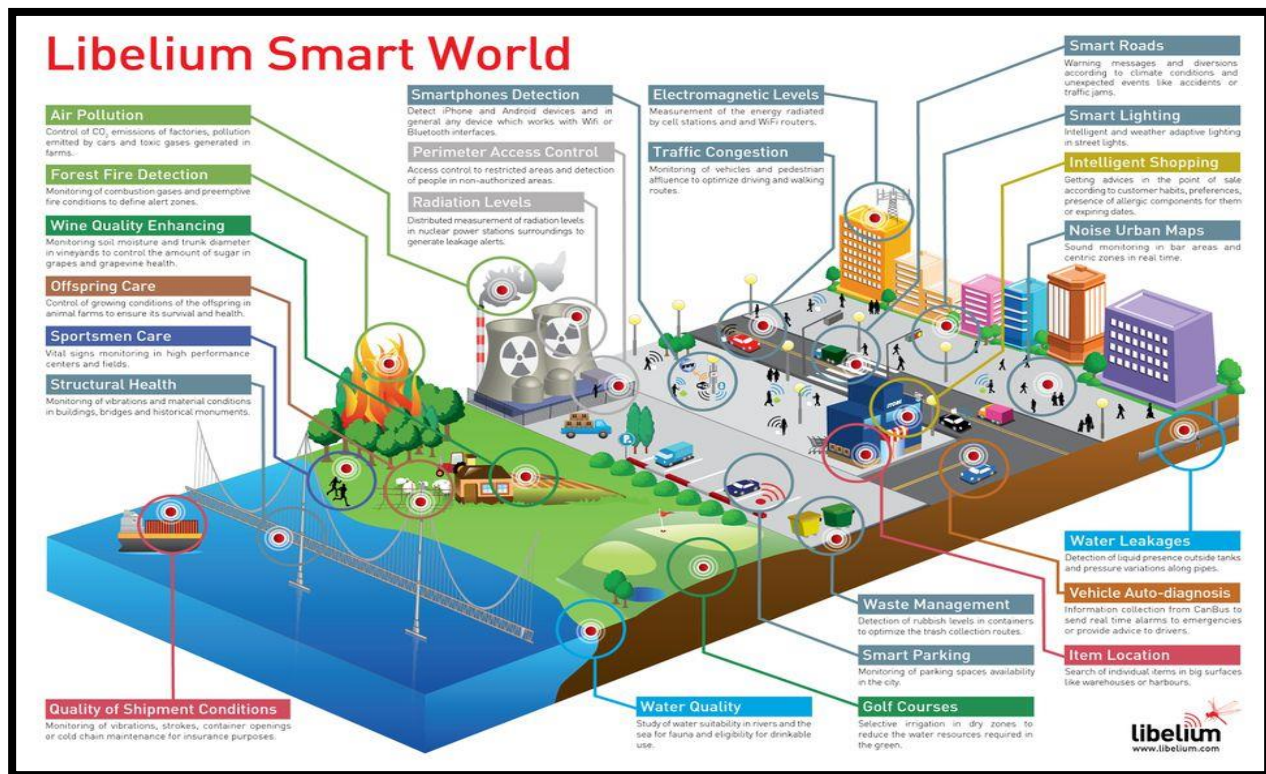 Libelium Smart World
Air Pollution
Control of CO₂ emissions of factories, pollution
emitted by cars and toxic gases generated in
farms.
Forest Fire Detection
Monitoring of combustion gases and preemptive
fire conditions to define alert zones.
Wine Quality Enhancing
Monitoring soil moisture and trunk diameter
in vineyards to control the amount of sugar in
grapes and grapevine health.
Offspring Care
Control of growing conditions of the offspring in
animal farms to ensure its survival and health.
Sportsmen Care
Vital signs monitoring in high performance
centers and fields.
Structural Health
Monitoring of vibrations and material conditions
in buildings, bridges and historical monuments.
Smartphones Detection
Detect iPhone and Android devices and in
general any device which works with Wifi or
Bluetooth interfaces.
Perimeter Access Control
Access control to restricted areas and detection
of people in non-authorized areas.
Radiation Levels
Distributed measurement of radiation levels
in nuclear power stations surroundings to
generate leakage alerts.
Electromagnetic Levels
Measurement of the energy radiated
by cell stations and and WiFi routers.
Traffic Congestion
Monitoring of vehicles and pedestrian
affluence to optimize driving and walking
routes.
Smart Roads
Warning messages and diversions
according to climate conditions and
unexpected events like accidents or
traffic jams.
Smart Lighting
Intelligent and weather adaptive lighting
in street lights.
Intelligent Shopping
Getting advices in the point of sale
according to customer habits, preferences,
presence of allergic components for them
or expiring dates.
Noise Urban Maps
Sound monitoring in bar areas and
centric zones in real time.
Water Leakages
Detection of liquid presence outside tanks
and pressure variations along pipes.
Vehicle Auto-diagnosis
Information collection from CanBus to
send real time alarms to emergencies
or provide advice to drivers.
Item Location
Search of individual items in big surfaces
like warehouses or harbours.
Waste Management
Detection of rubbish levels in containers
to optimize the trash collection routes.
Smart Parking
Monitoring of parking spaces availability
in the city.
Golf Courses
Selective irrigation in dry zones to
reduce the water resources required in
the green.
Water Quality
Study of water suitability in rivers and the
sea for fauna and eligibility for drinkable
use.
Quality of Shipment Conditions
Monitoring of vibrations, strokes, container openings
or cold chain maintenance for insurance purposes.
P
libelium
www.libelium.com